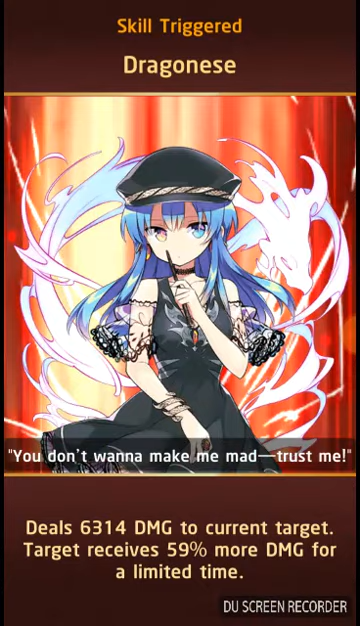 Skill Triggered
Dragonese
"You don't wanna make me mad—trust me!"
Deals 6314 DMG to current target.
Target receives 59% more DMG for
a limited time.
DU SCREEN RECORDER